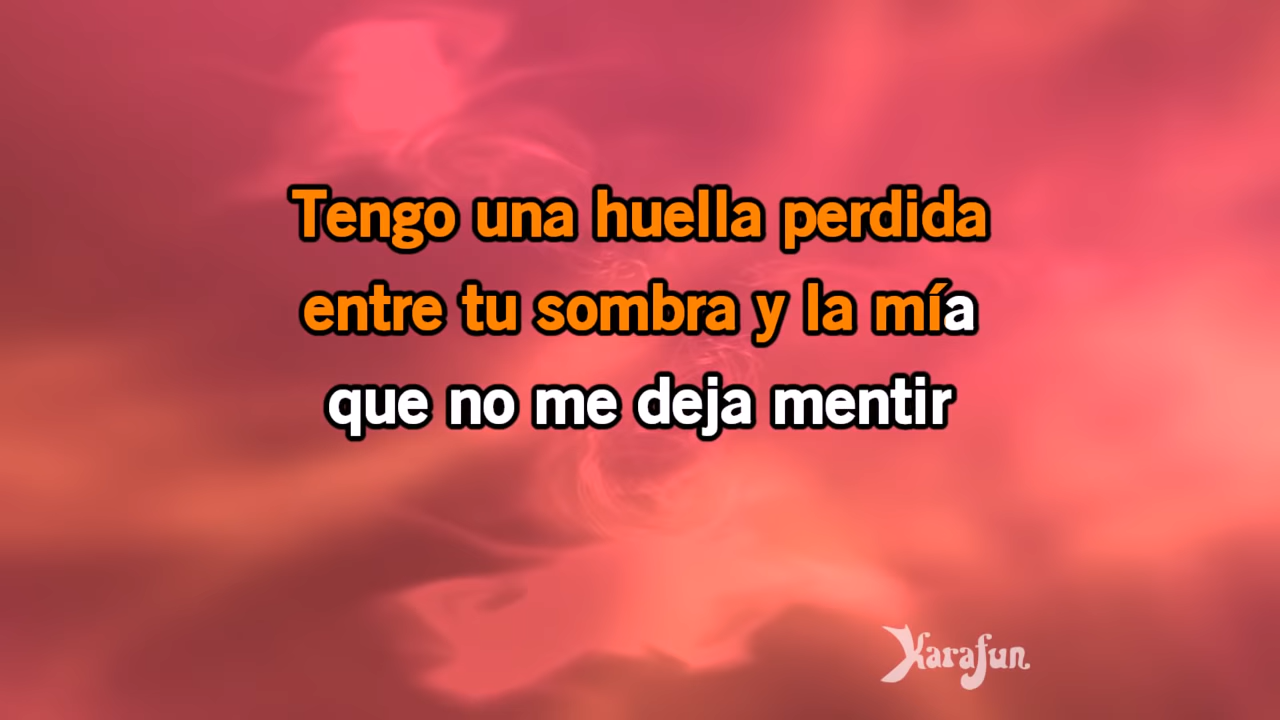 Tengo una huella perdida
entre tu sombra y la mía
que no me deja mentir
Karafun